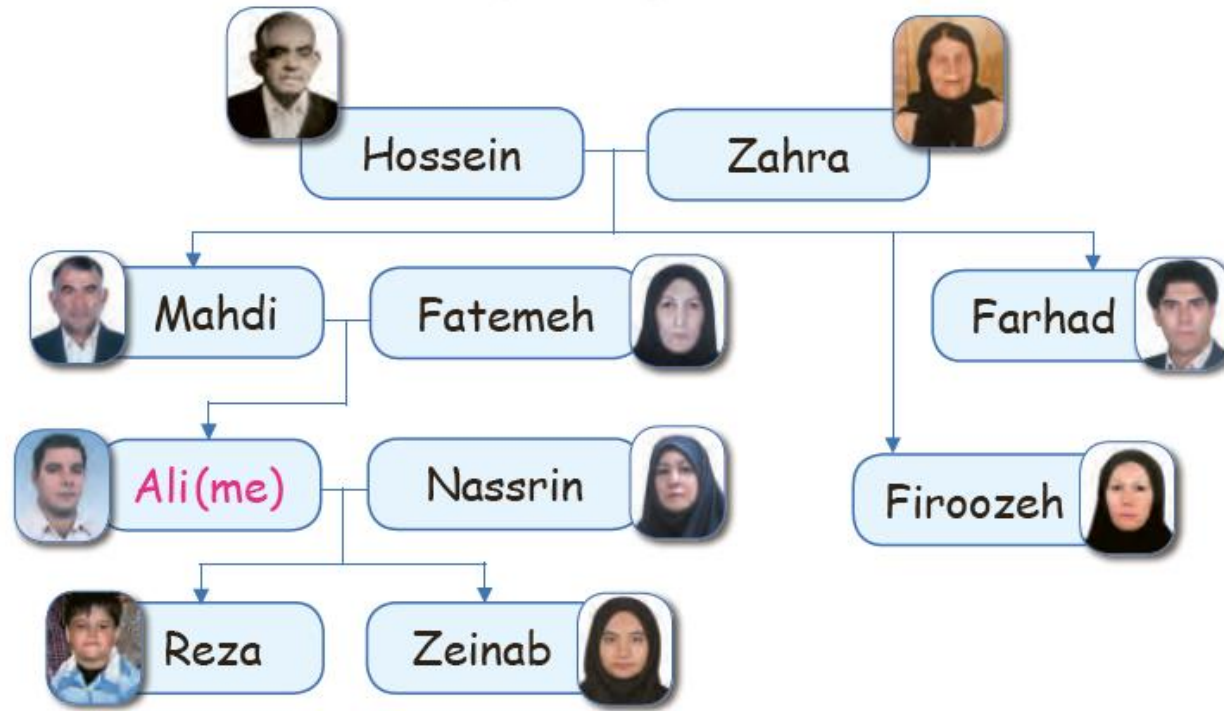 Hossein
Zahra
Mahdi
Fatemeh
Farhad
Ali(me)
Nassrin
Firoozeh
Reza
Zeinab